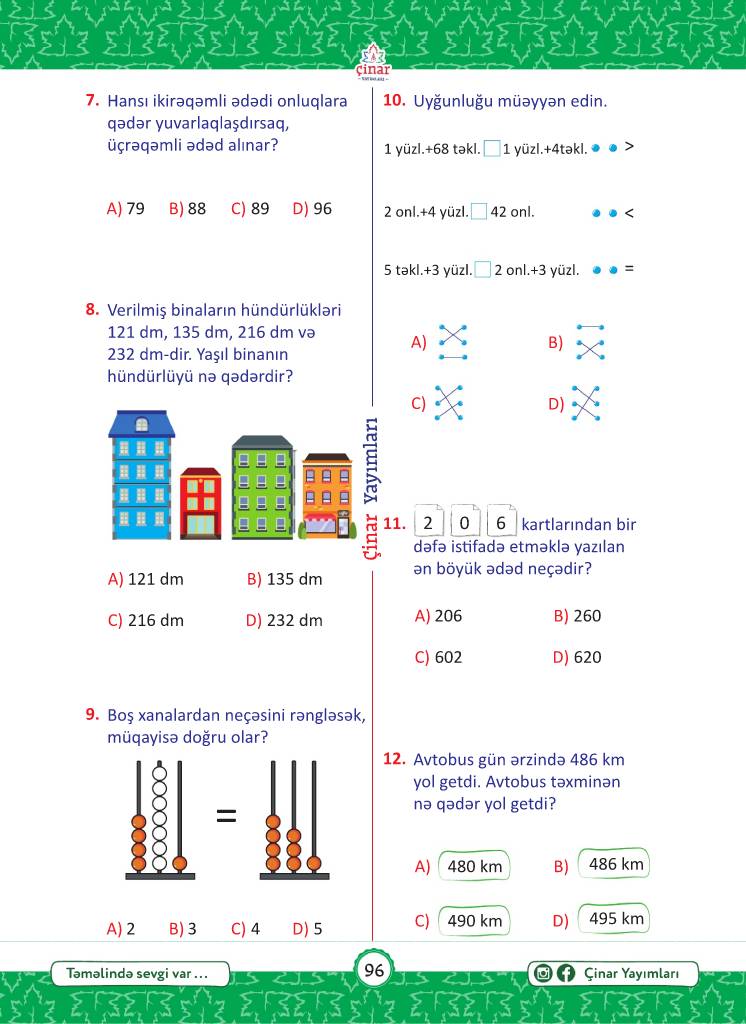 çinar
YAYIMLARI
7. Hansı ikirəqəmli ədədi onluqlara
qədər yuvarlaqlaşdırsaq,
üçrəqəmli ədəd alınar?
A) 79 B) 88 C) 89 D) 96
8. Verilmiş binaların hündürlükləri
121 dm, 135 dm, 216 dm və
232 dm-dir. Yaşıl binanın
hündürlüyü nə qədərdir?
A) 121 dm B) 135 dm
C) 216 dm D) 232 dm
9. Boş xanalardan neçəsini rəngləsək,
müqayisə doğru olar?
=
A) 2 B) 3 C) 4 D) 5
Çinar Yayımları
10. Uyğunluğu müəyyən edin.
1 yüzl.+68 təkl. 1 yüzl.+4təkl. >
2 onl.+4 yüzl. 42 onl. <
5 təkl.+3 yüzl. 2 onl.+3 yüzl. =
A) B)
C) D)
11. 2 0 6 kartlarından bir
dəfə istifadə etməklə yazılan
ən böyük ədəd neçədir?
A) 206 B) 260
C) 602 D) 620
12. Avtobus gün ərzində 486 km
yol getdi. Avtobus təxminən
nə qədər yol getdi?
A) 480 km B) 486 km
C) 490 km D) 495 km
Təməlində sevgi var ...
96
Çinar Yayımları